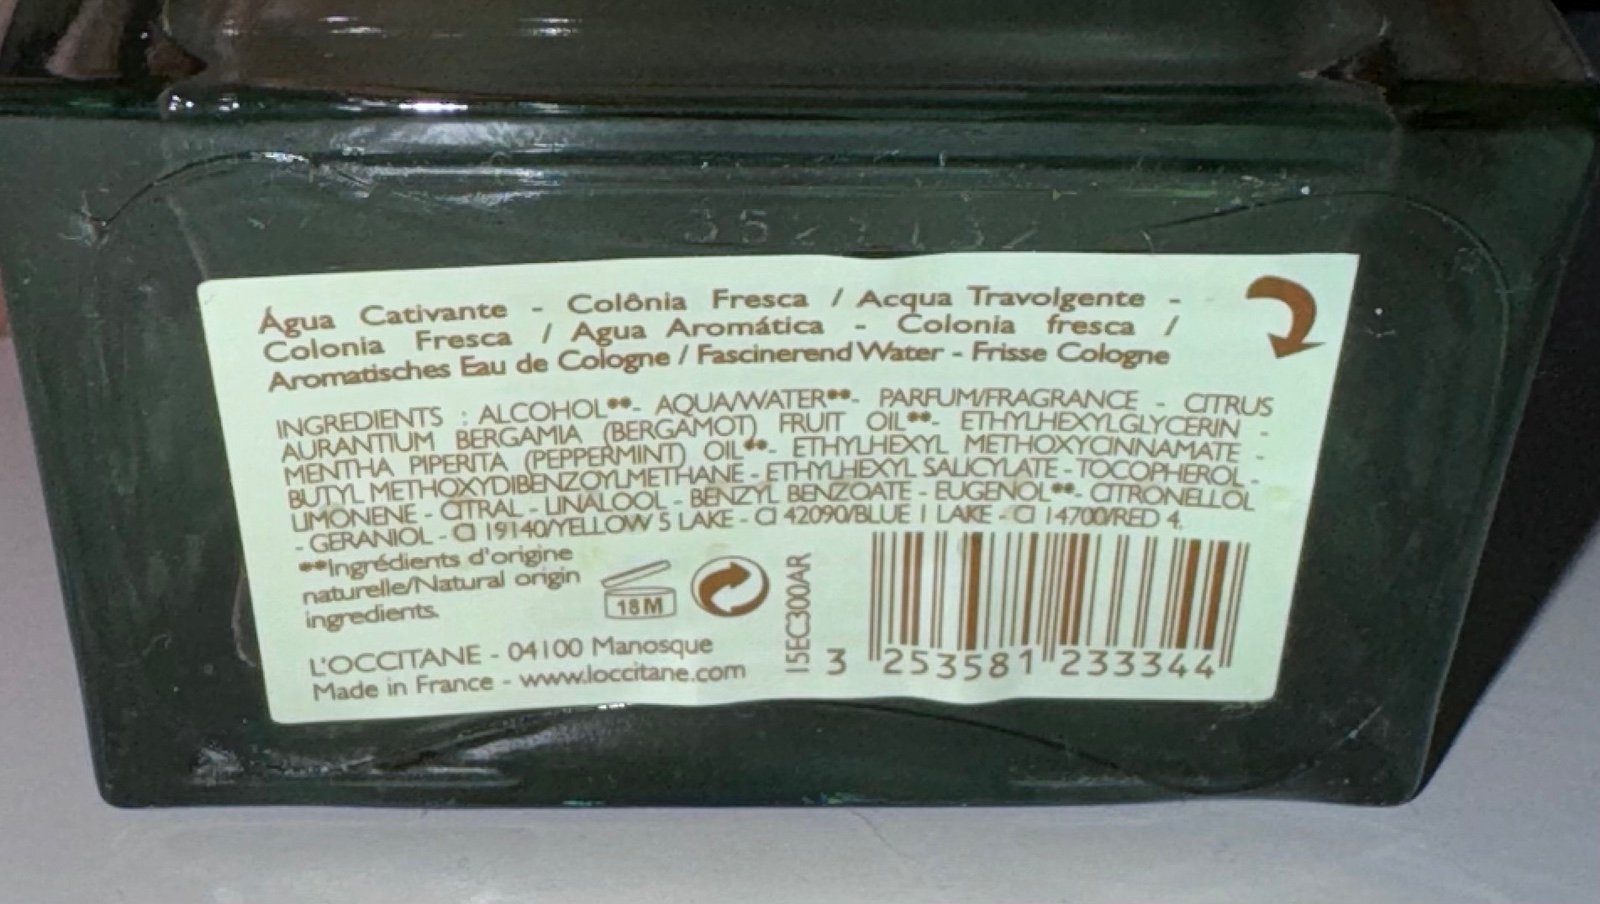 Água Cativante - Colônia Fresca / Acqua Travolgente -
Colonia Fresca / Agua Aromática - Colonia fresca /
Aromatisches Eau de Cologne / Fascinerend Water - Frisse Cologne
INGREDIENTS : ALCOHOL**- AQUA/WATER**- PARFUM/FRAGRANCE - CITRUS
AURANTIUM BERGAMIA (BERGAMOT) FRUIT OIL**- ETHYLHEXYLGLYCERIN -
MENTHA PIPERITA (PEPPERMINT) OIL**- ETHYLHEXYL METHOXYCINNAMATE -
BUTYL METHOXYDIBENZOYLMETHANE - ETHYLHEXYL SALICYLATE - TOCOPHEROL -
LIMONENE - CITRAL - LINALOOL - BENZYL BENZOATE - EUGENOL**- CITRONELLOL
- GERANIOL - CI 19140/YELLOW 5 LAKE - CI 42090/BLUE 1 LAKE - CI 14700/RED 4.
**Ingrédients d'origine
naturelle/Natural origin
ingredients.
18M
L'OCCITANE - 04100 Manosque
Made in France - www.loccitane.com
15EC300AR
3 253581 233344